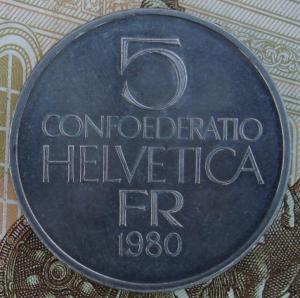 5
CONFOEDERATIO
HELVETICA
FR
1980